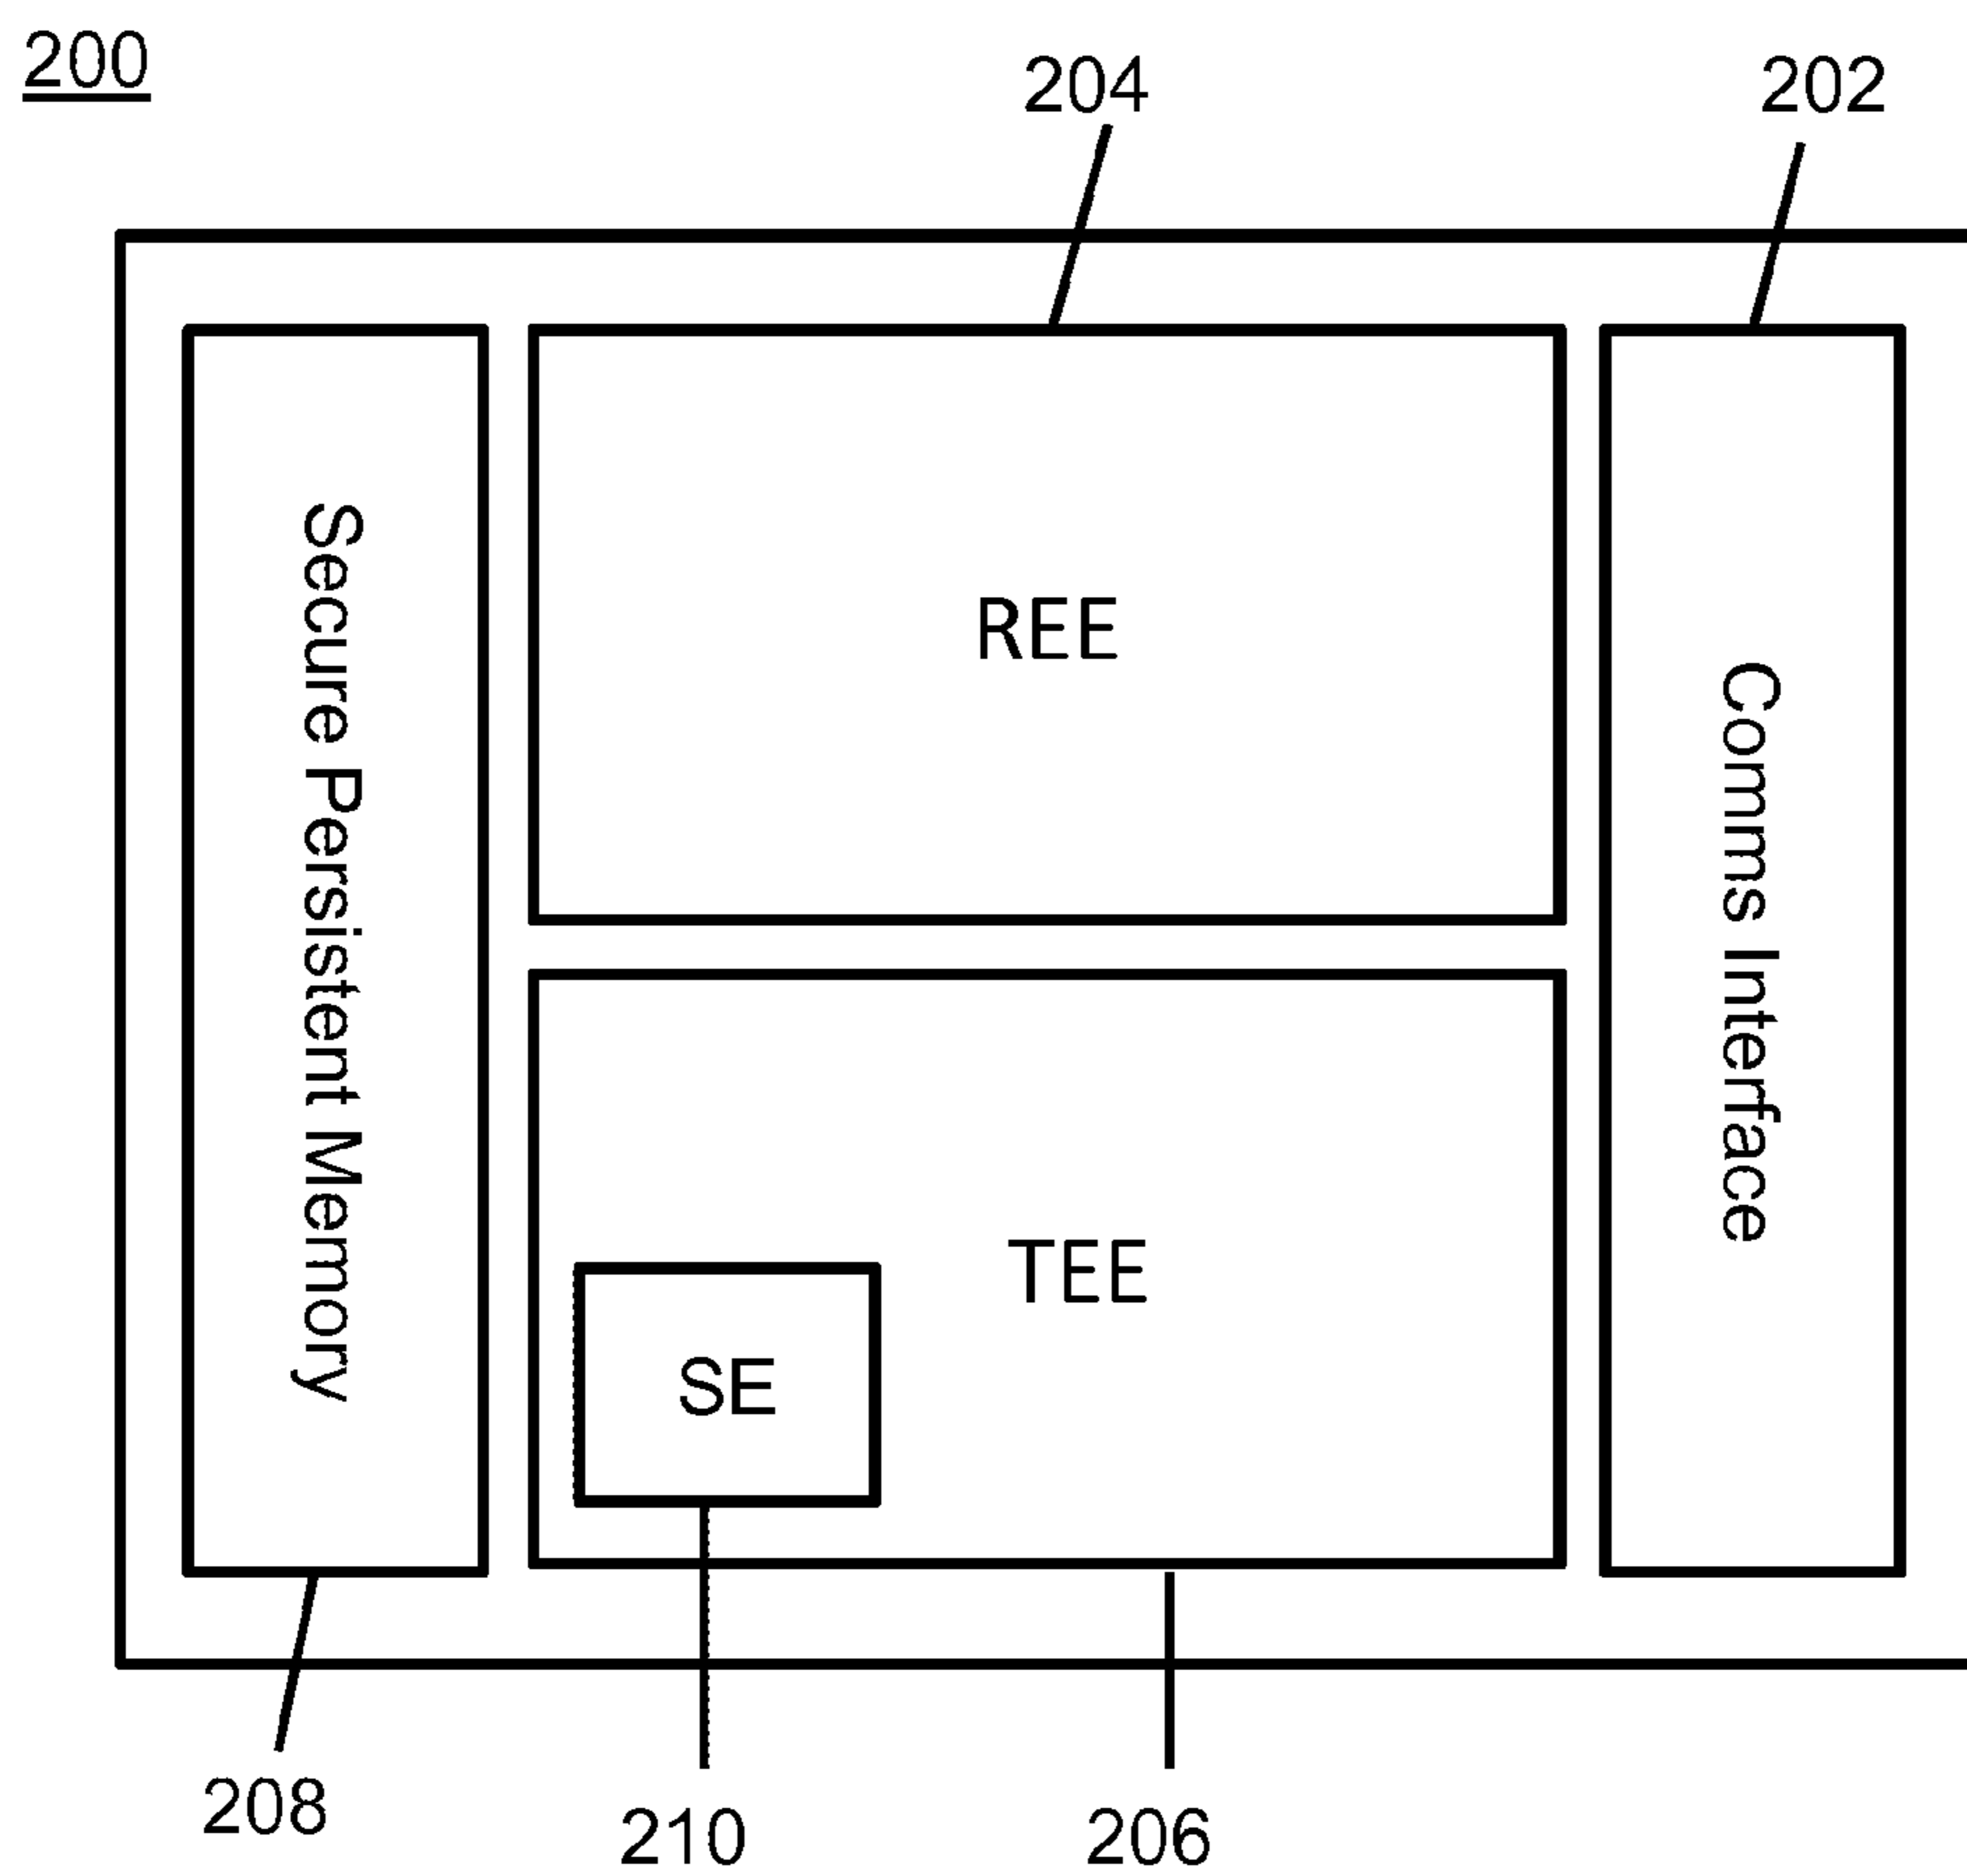 200
204
202
Secure Persistent Memory
REE
Comms Interface
TEE
SE
208
210
206